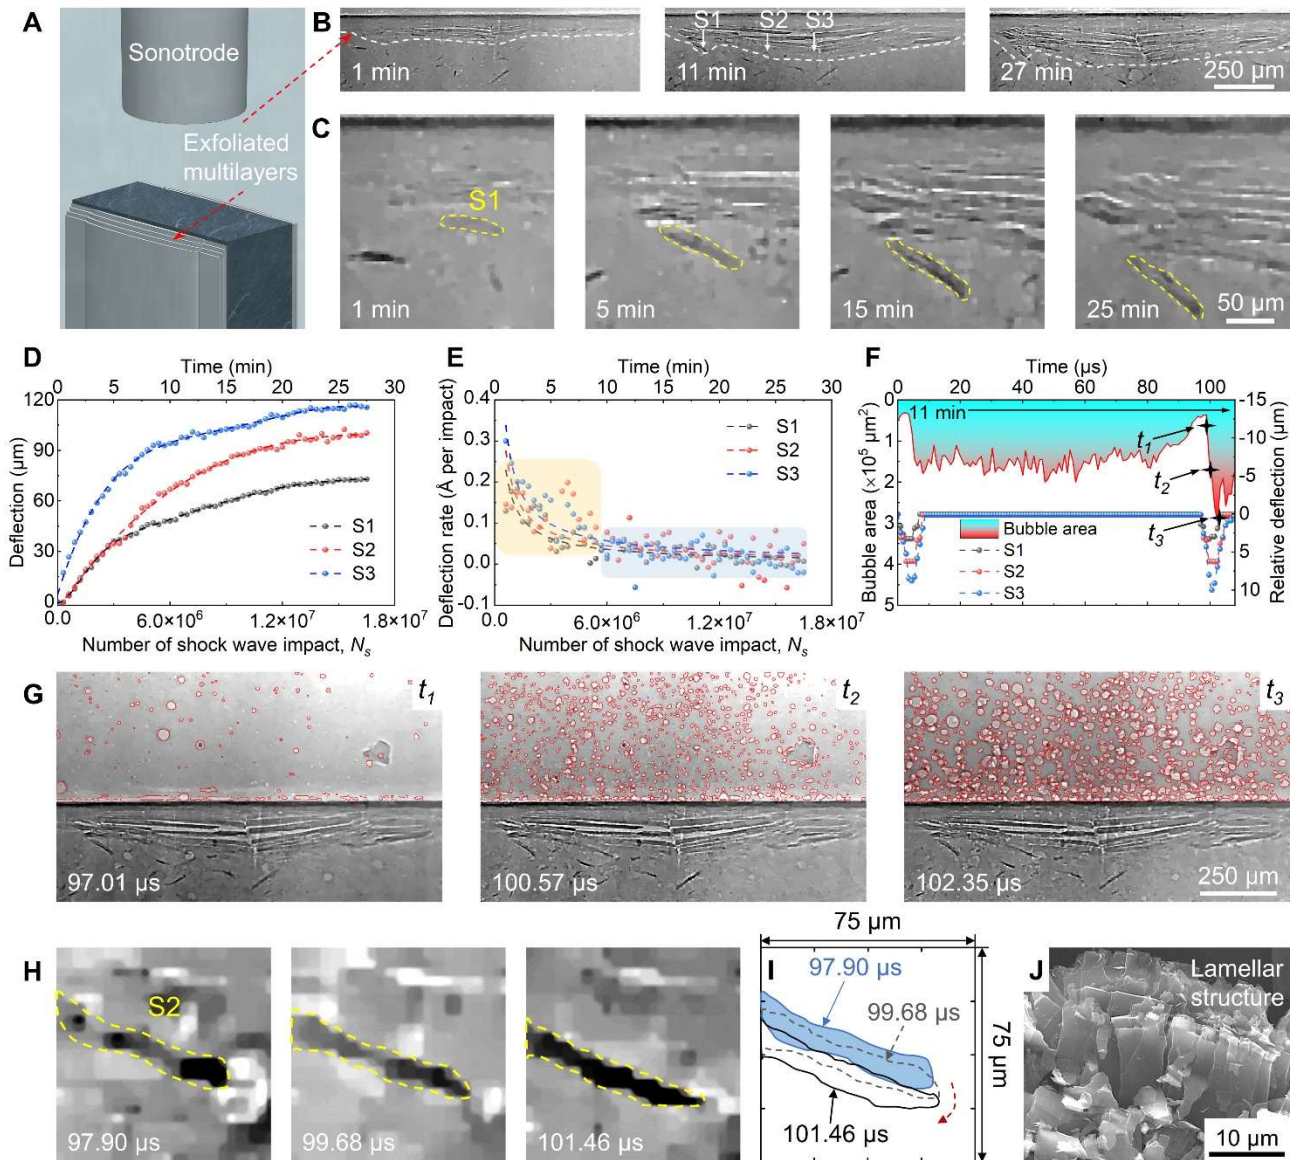 A
Sonotrode
Exfoliated
multilayers
B
1 min
S1
S2
S3
11 min
27 min
250 µm
C
S1
1 min
5 min
15 min
25 min
50 µm
D
Time (min)
0 5 10 15 20 25 30
Deflection (µm)
120
90
60
30
0
S1
S2
S3
0.0 6.0×10⁶ 1.2×10⁷ 1.8×10⁷
Number of shock wave impact, Ns
E
Time (min)
0 5 10 15 20 25 30
Deflection rate (Å per impact)
0.4
0.3
0.2
0.1
0.0
-0.1
S1
S2
S3
6.0×10⁶ 1.2×10⁷ 1.8×10⁷
Number of shock wave impact, Ns
F
Time (µs)
0 20 40 60 80 100
Bubble area (×10⁵ µm²)
0
1
2
3
4
5
11 min
t1
t2
t3
Bubble area
S1
S2
S3
-15
-10
-5
0
5
10
Relative deflection (µm)
G
t1
97.01 µs
t2
100.57 µs
t3
102.35 µs
250 µm
H
S2
97.90 µs
99.68 µs
101.46 µs
I
75 µm
97.90 µs
99.68 µs
101.46 µs
75 µm
J
Lamellar
structure
10 µm